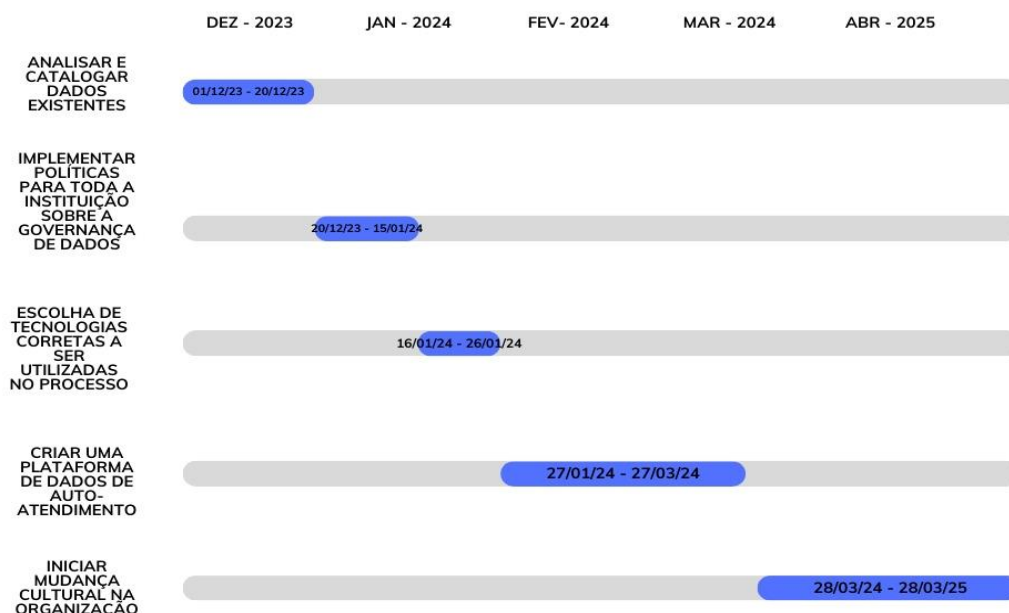 DEZ - 2023 JAN - 2024 FEV- 2024 MAR - 2024 ABR - 2025
ANALISAR E
CATALOGAR
DADOS
EXISTENTES
01/12/23 - 20/12/23
IMPLEMENTAR
POLÍTICAS
PARA TODA A
INSTITUIÇÃO
SOBRE A
GOVERNANÇA
DE DADOS
20/12/23 - 15/01/24
ESCOLHA DE
TECNOLOGIAS
CORRETAS A
SER
UTILIZADAS
NO PROCESSO
16/01/24 - 26/01/24
CRIAR UMA
PLATAFORMA
DE DADOS DE
AUTO-
ATENDIMENTO
27/01/24 - 27/03/24
INICIAR
MUDANÇA
CULTURAL NA
ORGANIZAÇÃO
28/03/24 - 28/03/25